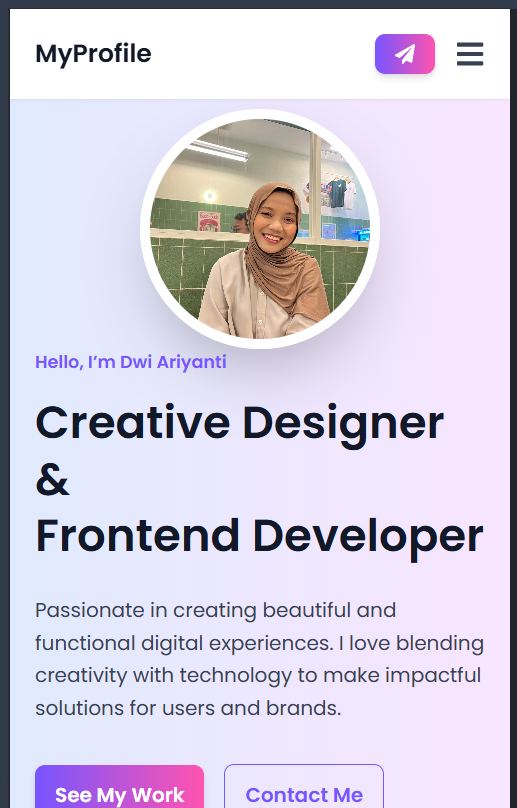 MyProfile
Hello, I’m Dwi Ariyanti
Creative Designer
&
Frontend Developer
Passionate in creating beautiful and
functional digital experiences. I love blending
creativity with technology to make impactful
solutions for users and brands.
See My Work
Contact Me